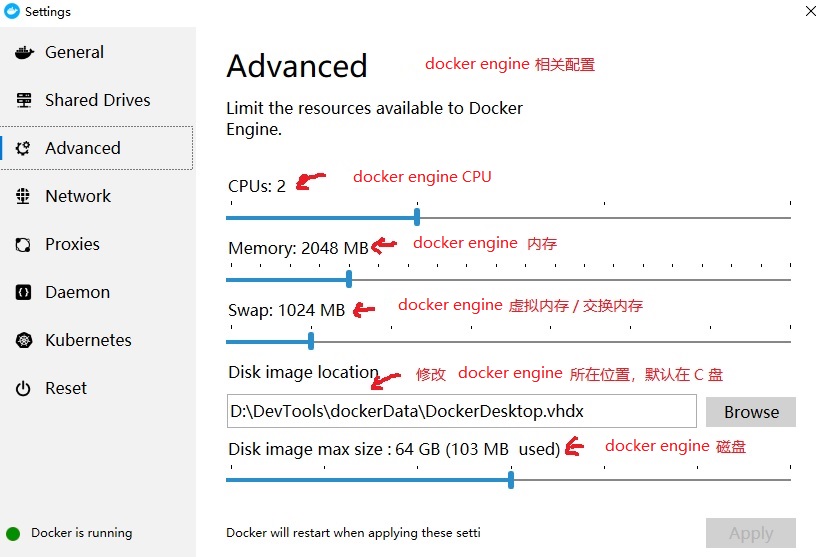 Settings
General
Shared Drives
Advanced
Network
Proxies
Daemon
Kubernetes
Reset
Docker is running
Advanced
docker engine 相关配置
Limit the resources available to Docker
Engine.
CPUs: 2
docker engine CPU
Memory: 2048 MB
docker engine 内存
Swap: 1024 MB
docker engine 虚拟内存 / 交换内存
Disk image location
修改 docker engine 所在位置，默认在 C 盘
D:\DevTools\dockerData\DockerDesktop.vhdx
Browse
Disk image max size : 64 GB (103 MB used)
docker engine 磁盘
Docker will restart when applying these setti
Apply